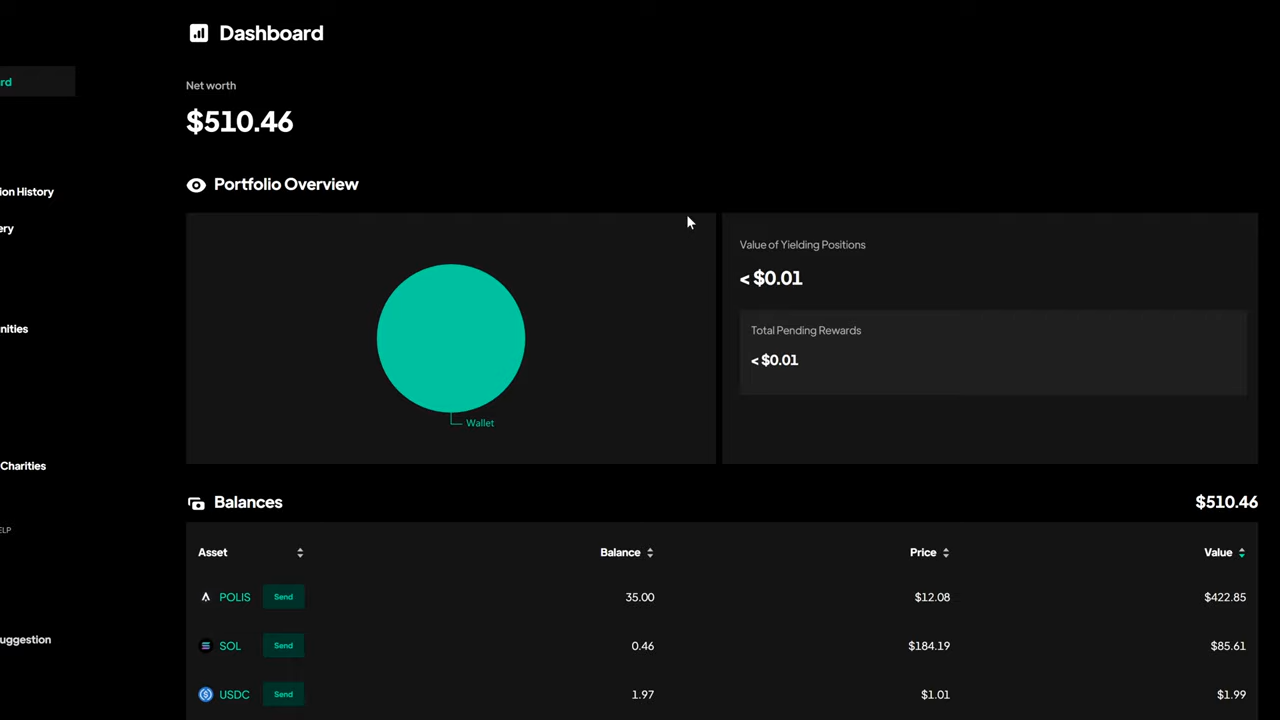 Dashboard
rd
Net worth
$510.46
Portfolio Overview
ion History
ery
Value of Yielding Positions
< $0.01
Total Pending Rewards
< $0.01
nities
Wallet
Charities
Balances $510.46
ELP
Asset Balance Price Value
POLIS Send 35.00 $12.08 $422.85
SOL Send 0.46 $184.19 $85.61
uggestion
USDC Send 1.97 $1.01 $1.99